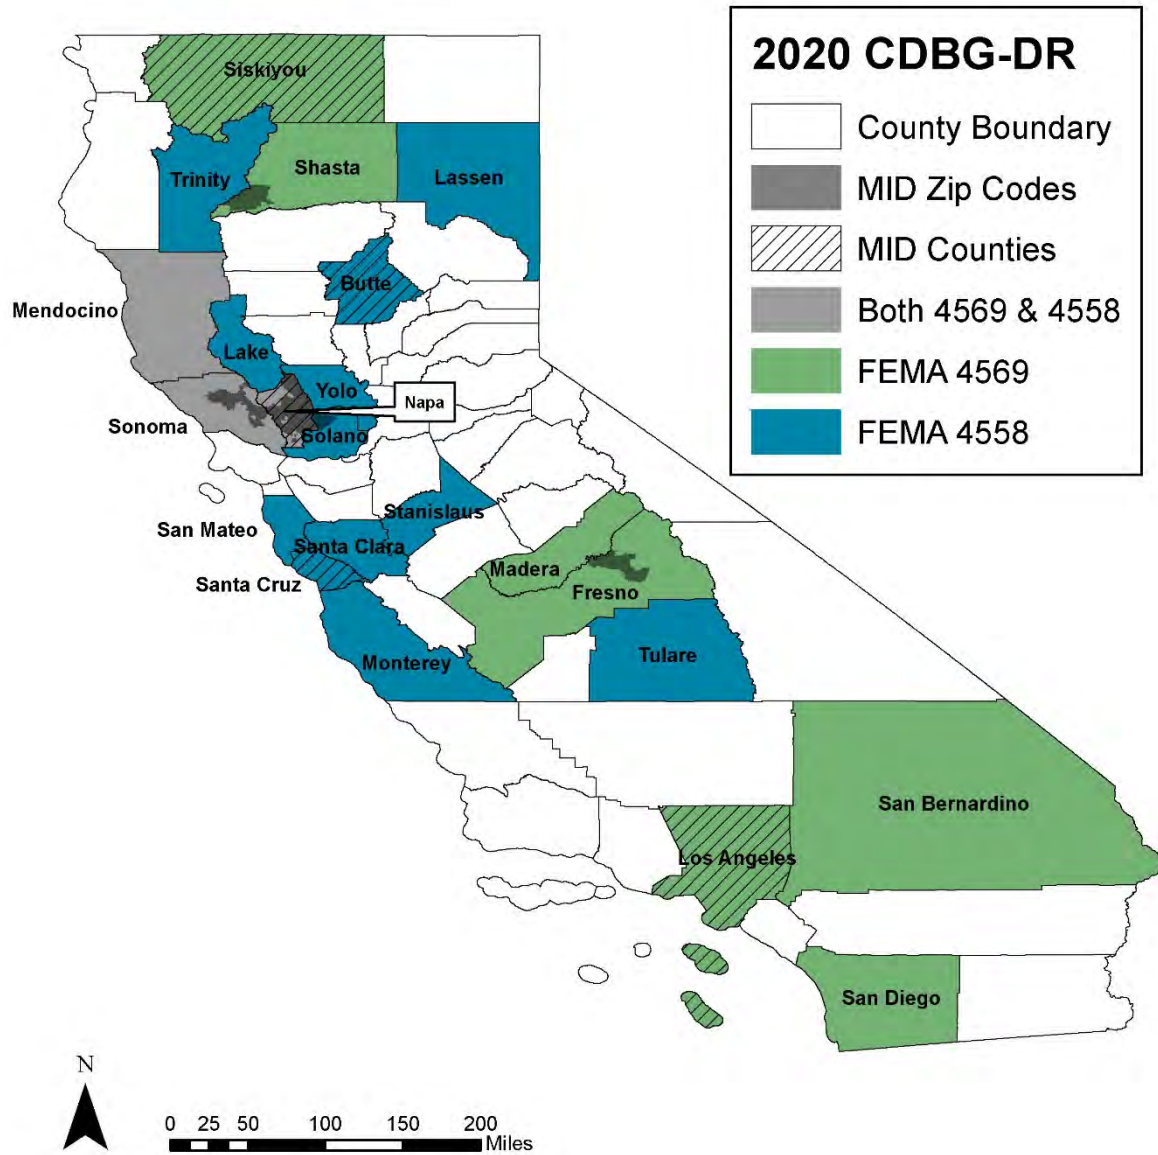 2020 CDBG-DR
County Boundary
MID Zip Codes
MID Counties
Both 4569 & 4558
FEMA 4569
FEMA 4558
Siskiyou
Trinity
Shasta
Lassen
Butte
Mendocino
Lake
Yolo
Napa
Sonoma
Solano
San Mateo
Stanislaus
Santa Clara
Santa Cruz
Madera
Fresno
Monterey
Tulare
San Bernardino
Los Angeles
San Diego
N
0 25 50 100 150 200
Miles